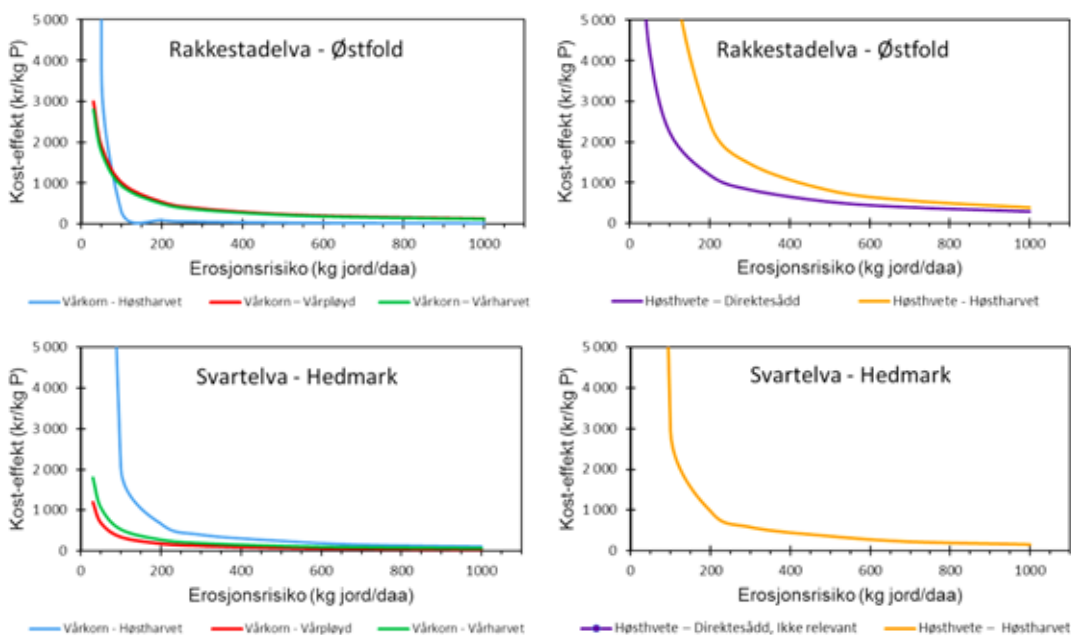 Rakkestadelva - Østfold
Kost-effekt (kr/kg P)
5 000
4 000
3 000
2 000
1 000
0
0 200 400 600 800 1000
Erosjonsrisiko (kg jord/daa)
Vårkorn - Høstharvet Vårkorn – Vårpløyd Vårkorn – Vårharvet
Rakkestadelva - Østfold
Kost-effekt (kr/kg P)
5 000
4 000
3 000
2 000
1 000
0
0 200 400 600 800 1000
Erosjonsrisiko (kg jord/daa)
Høsthvete – Direktesådd Høsthvete - Høstharvet
Svartelva - Hedmark
Kost-effekt (kr/kg P)
5 000
4 000
3 000
2 000
1 000
0
0 200 400 600 800 1000
Erosjonsrisiko (kg jord/daa)
Vårkorn - Høstharvet Vårkorn - Vårpløyd Vårkorn - Vårharvet
Svartelva - Hedmark
Kost-effekt (kr/kg P)
5 000
4 000
3 000
2 000
1 000
0
0 200 400 600 800 1000
Erosjonsrisiko (kg jord/daa)
Høsthvete – Direktesådd, Ikke relevant Høsthvete – Høstharvet